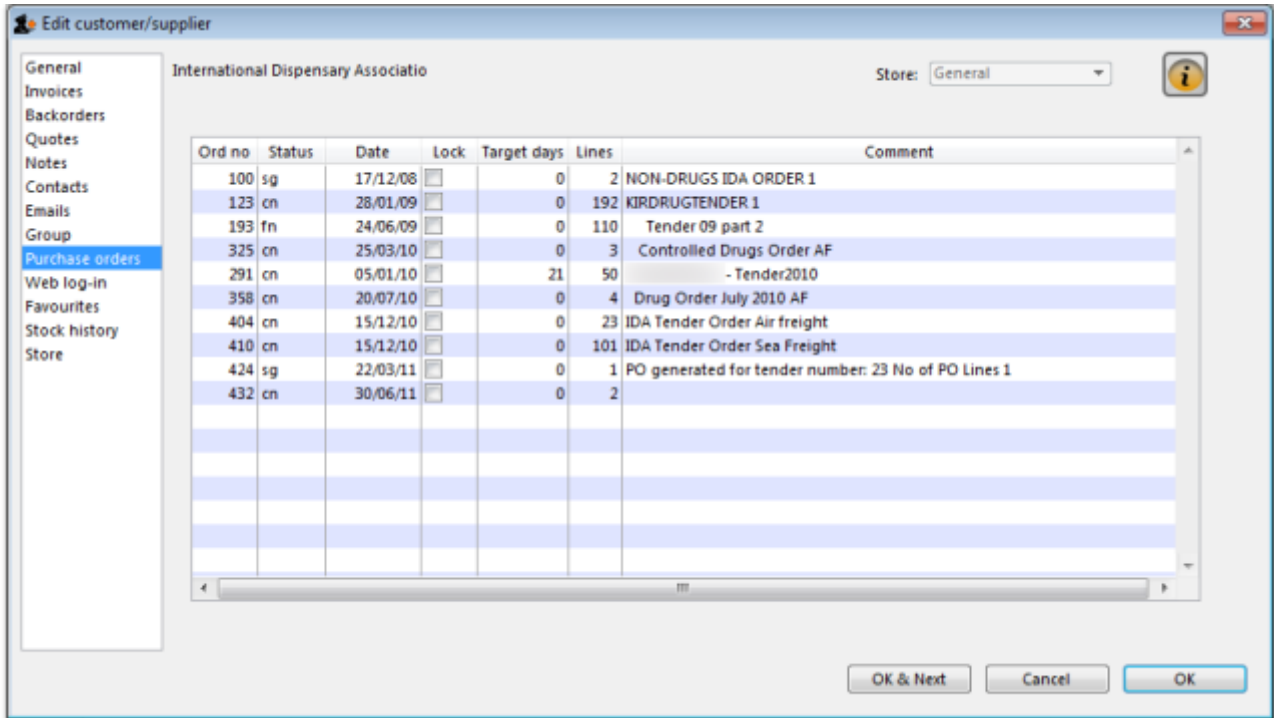 Edit customer/supplier
General
Invoices
Backorders
Quotes
Notes
Contacts
Emails
Group
Purchase orders
Web log-in
Favourites
Stock history
Store
International Dispensary Associatio
Store: General
Ord no Status Date Lock Target days Lines Comment
100 sg 17/12/08 0 2 NON-DRUGS IDA ORDER 1
123 cn 28/01/09 0 192 KIRDRUGTENDER 1
193 fn 24/06/09 0 110 Tender 09 part 2
325 cn 25/03/10 0 3 Controlled Drugs Order AF
291 cn 05/01/10 21 50 - Tender2010
358 cn 20/07/10 0 4 Drug Order July 2010 AF
404 cn 15/12/10 0 23 IDA Tender Order Air freight
410 cn 15/12/10 0 101 IDA Tender Order Sea Freight
424 sg 22/03/11 0 1 PO generated for tender number: 23 No of PO Lines 1
432 cn 30/06/11 0 2
OK & Next Cancel OK